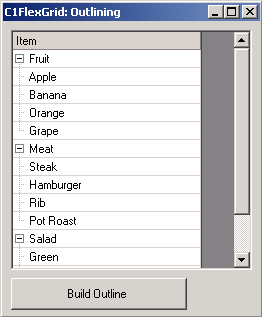 C1FlexGrid: Outlining
Item
Fruit
Apple
Banana
Orange
Grape
Meat
Steak
Hamburger
Rib
Pot Roast
Salad
Green
Build Outline